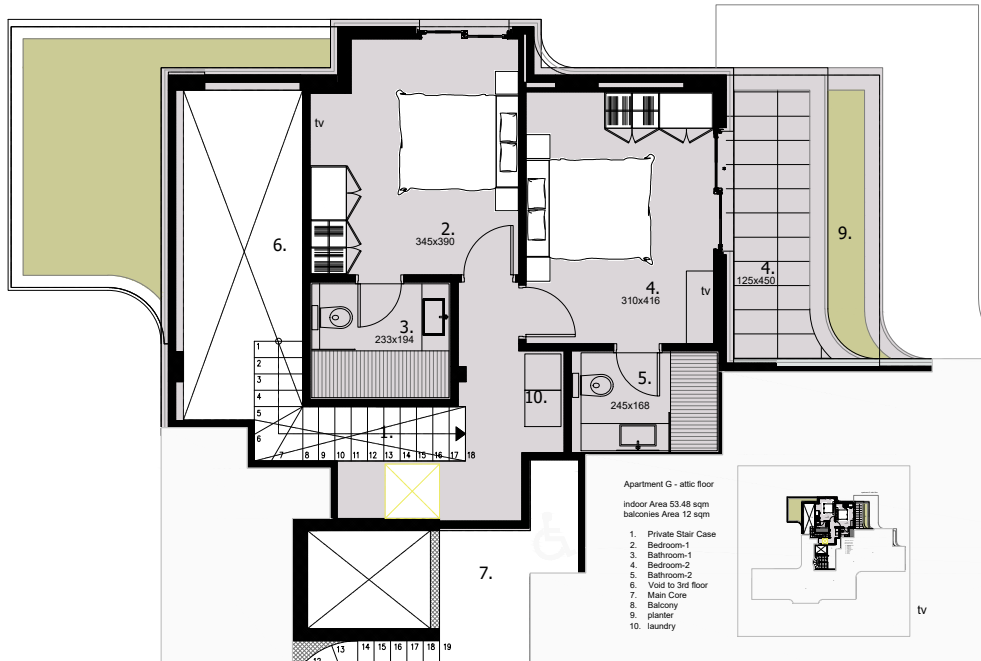 tv
6.
2.
345x390
9.
4.
125x450
4.
310x416
tv
3.
233x194
1
2
3
4
5
6
7
8
9
10
11
12
13
14
15
16
17
18
1.
10.
5.
245x168
7.
12
13
14
15
16
17
18
19
Apartment G - attic floor
indoor Area 53.48 sqm
balconies Area 12 sqm
1. Private Stair Case
2. Bedroom-1
3. Bathroom-1
4. Bedroom-2
5. Bathroom-2
6. Void to 3rd floor
7. Main Core
8. Balcony
9. planter
10. laundry
tv